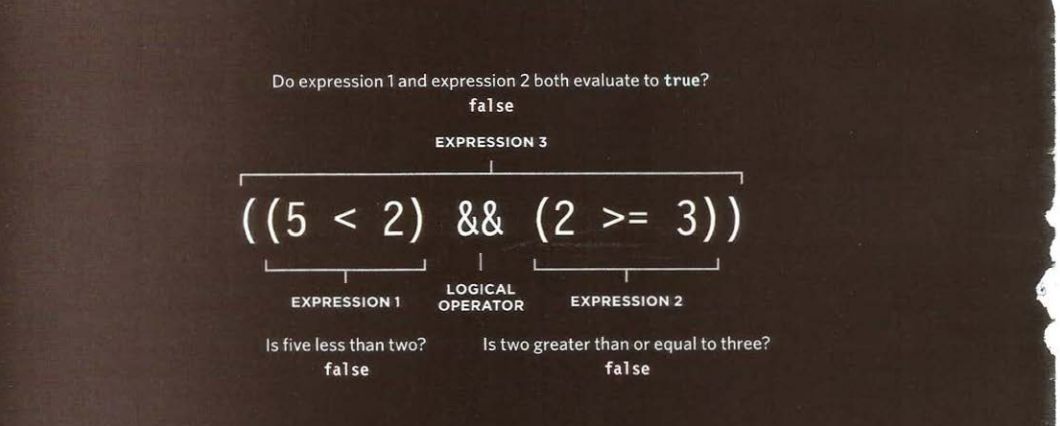 Do expression 1 and expression 2 both evaluate to true?
false
EXPRESSION 3
((5 < 2) && (2 >= 3))
EXPRESSION 1
LOGICAL
OPERATOR
EXPRESSION 2
Is five less than two?
false
Is two greater than or equal to three?
false